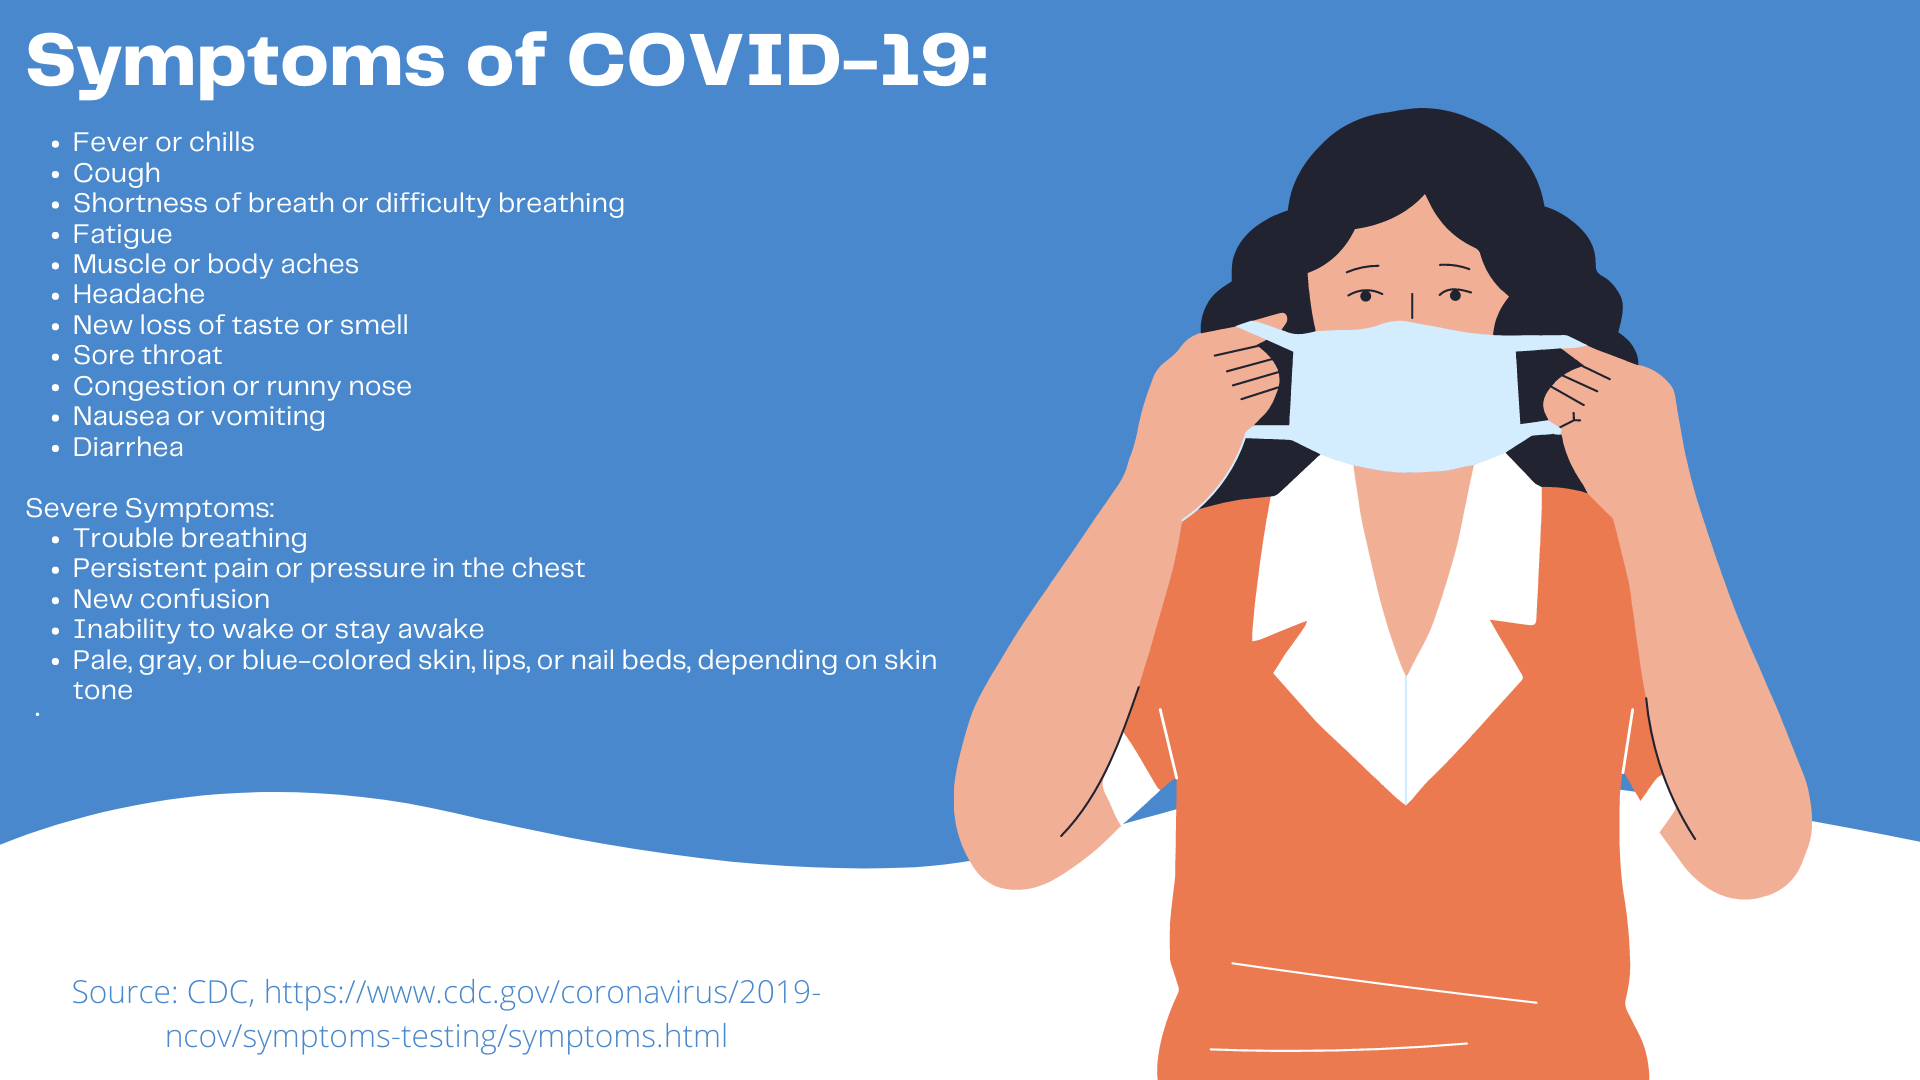 Symptoms of COVID-19:
• Fever or chills
• Cough
• Shortness of breath or difficulty breathing
• Fatigue
• Muscle or body aches
• Headache
• New loss of taste or smell
• Sore throat
• Congestion or runny nose
• Nausea or vomiting
• Diarrhea
Severe Symptoms:
• Trouble breathing
• Persistent pain or pressure in the chest
• New confusion
• Inability to wake or stay awake
• Pale, gray, or blue-colored skin, lips, or nail beds, depending on skin
tone
•
Source: CDC, https://www.cdc.gov/coronavirus/2019-
ncov/symptoms-testing/symptoms.html